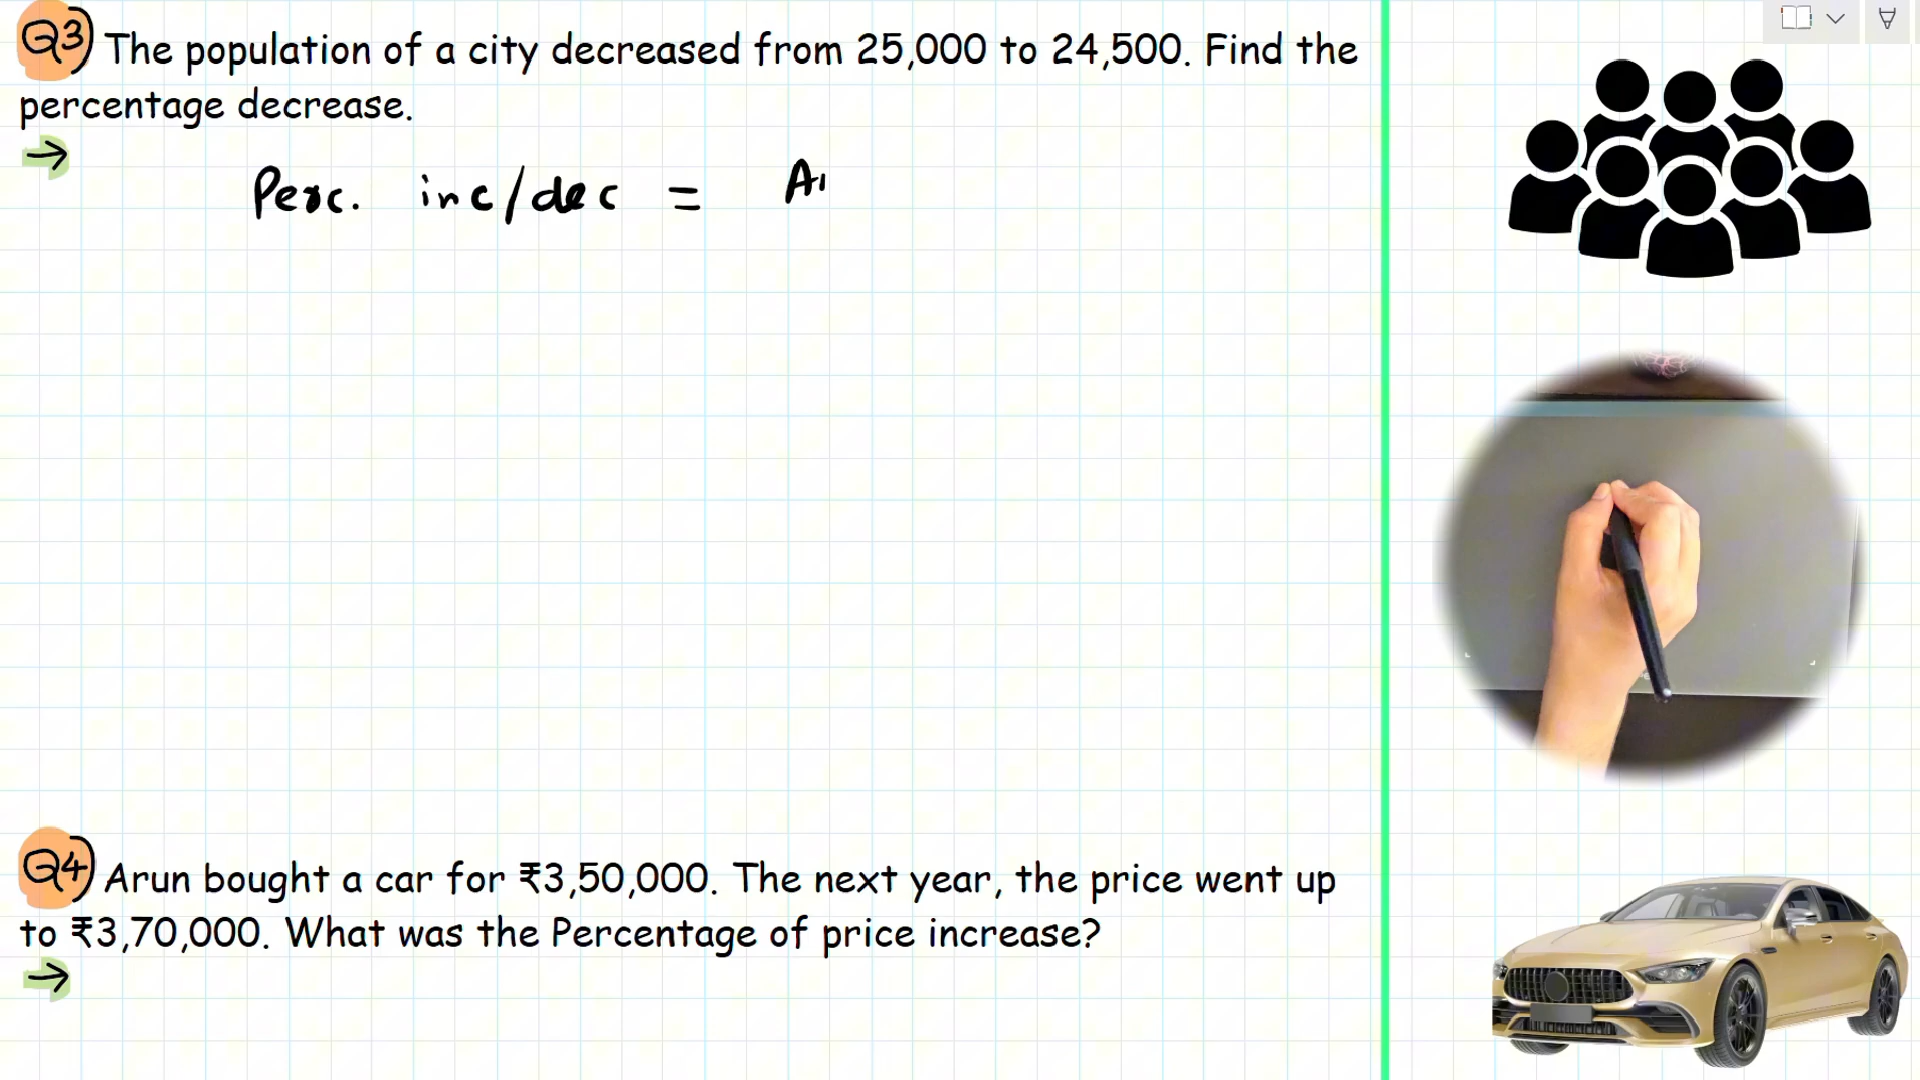 Q3) The population of a city decreased from 25,000 to 24,500. Find the
percentage decrease.
→
Perc. inc/dec =
Q4) Arun bought a car for ₹3,50,000. The next year, the price went up
to ₹3,70,000. What was the Percentage of price increase?
→